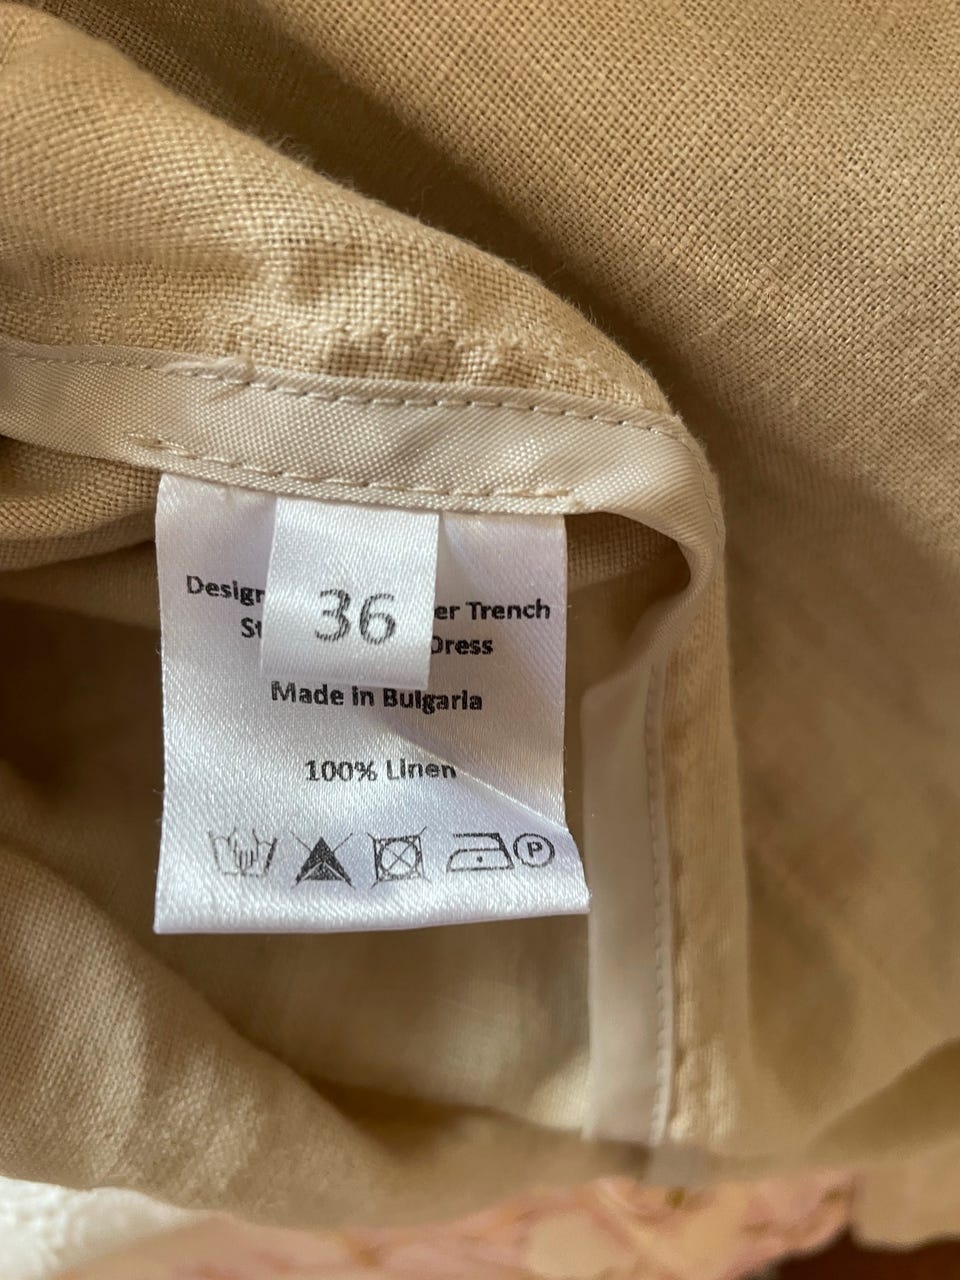 36
Desig
er Trench
St
Dress
Made in Bulgaria
100% Linen
P